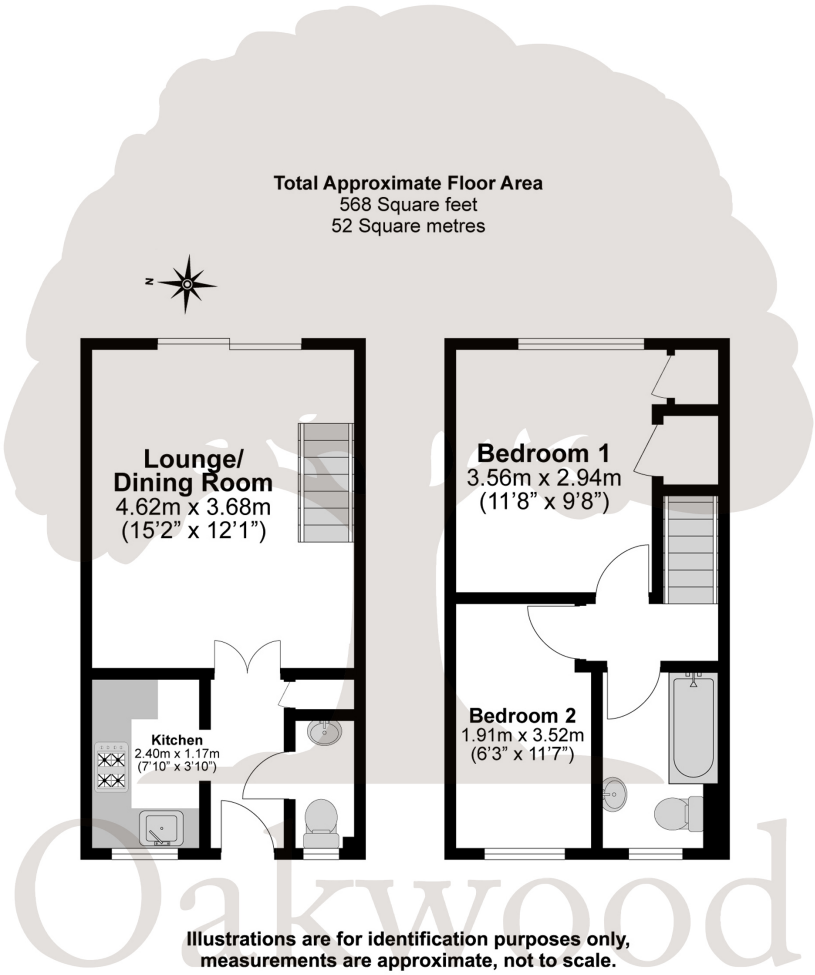 Total Approximate Floor Area
568 Square feet
52 Square metres
N
Lounge/
Dining Room
4.62m x 3.68m
(15'2" x 12'1")
Bedroom 1
3.56m x 2.94m
(11'8" x 9'8")
Kitchen
2.40m x 1.17m
(7'10" x 3'10")
Bedroom 2
1.91m x 3.52m
(6'3" x 11'7")
Oakwood
Illustrations are for identification purposes only,
measurements are approximate, not to scale.